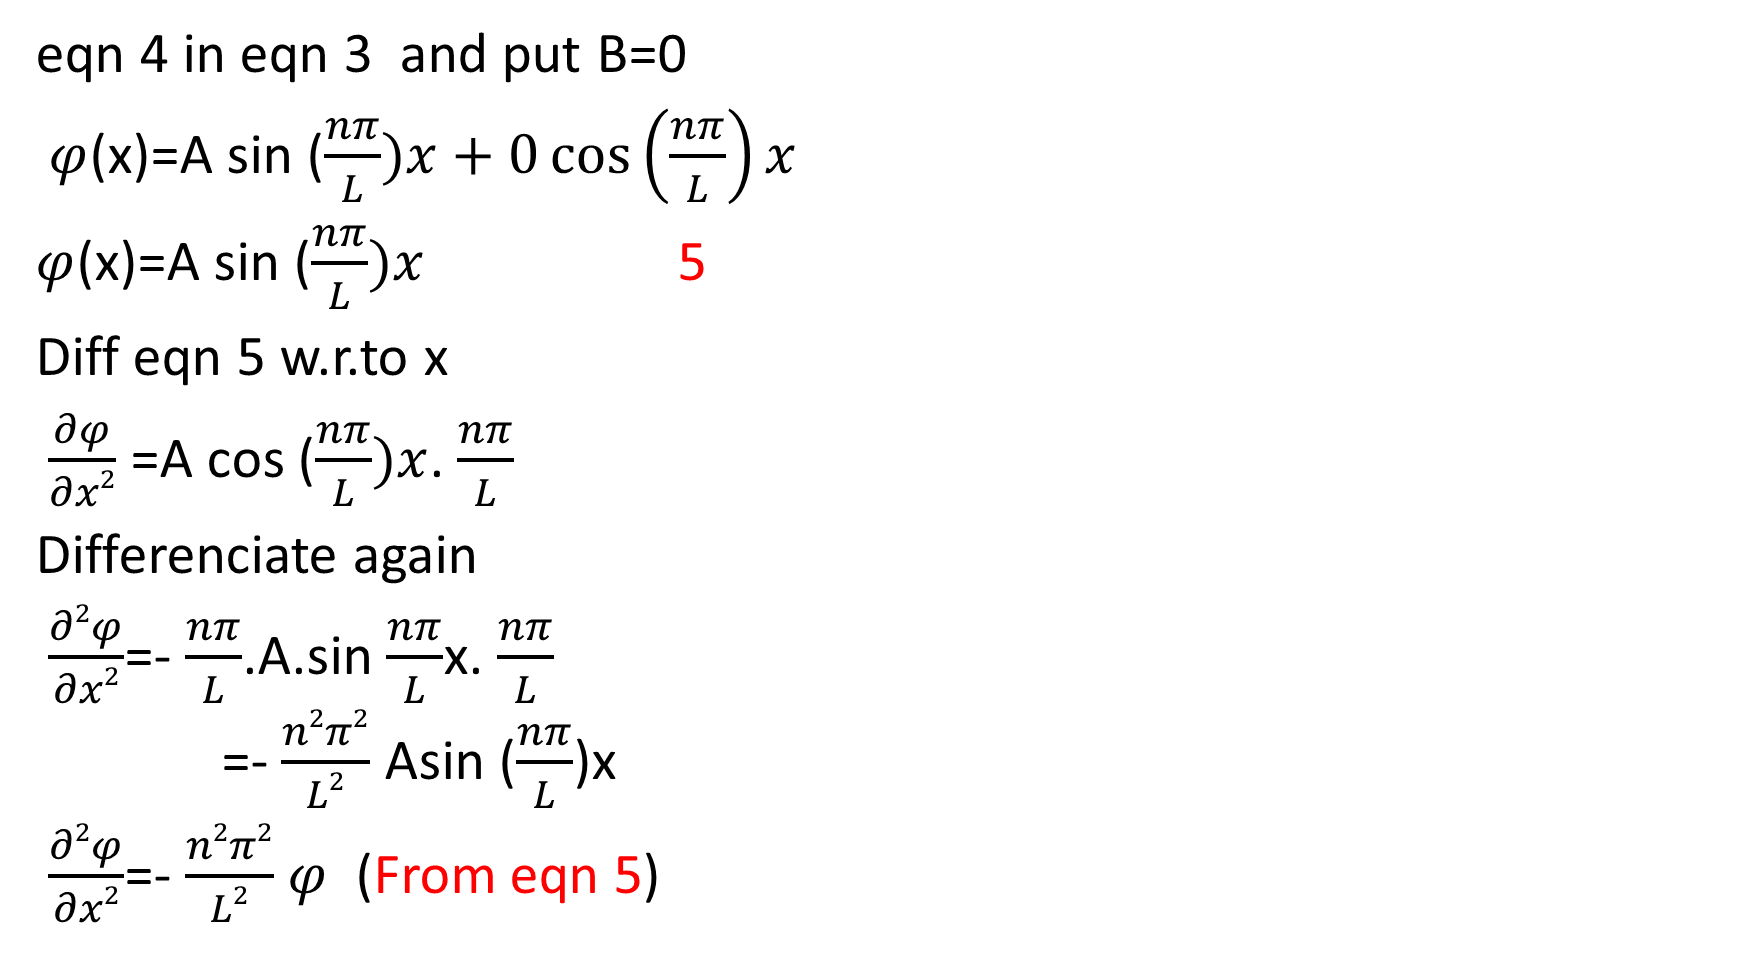 eqn 4 in eqn 3 and put B=0
φ(x)=A sin (nπ/L)x + 0 cos (nπ/L) x
φ(x)=A sin (nπ/L)x 5
Diff eqn 5 w.r.to x
∂φ/∂x² =A cos (nπ/L)x. nπ/L
Differenciate again
∂²φ/∂x²=- nπ/L .A.sin nπ/L x. nπ/L
=- n²π²/L² Asin (nπ/L)x
∂²φ/∂x²=- n²π²/L² φ (From eqn 5)